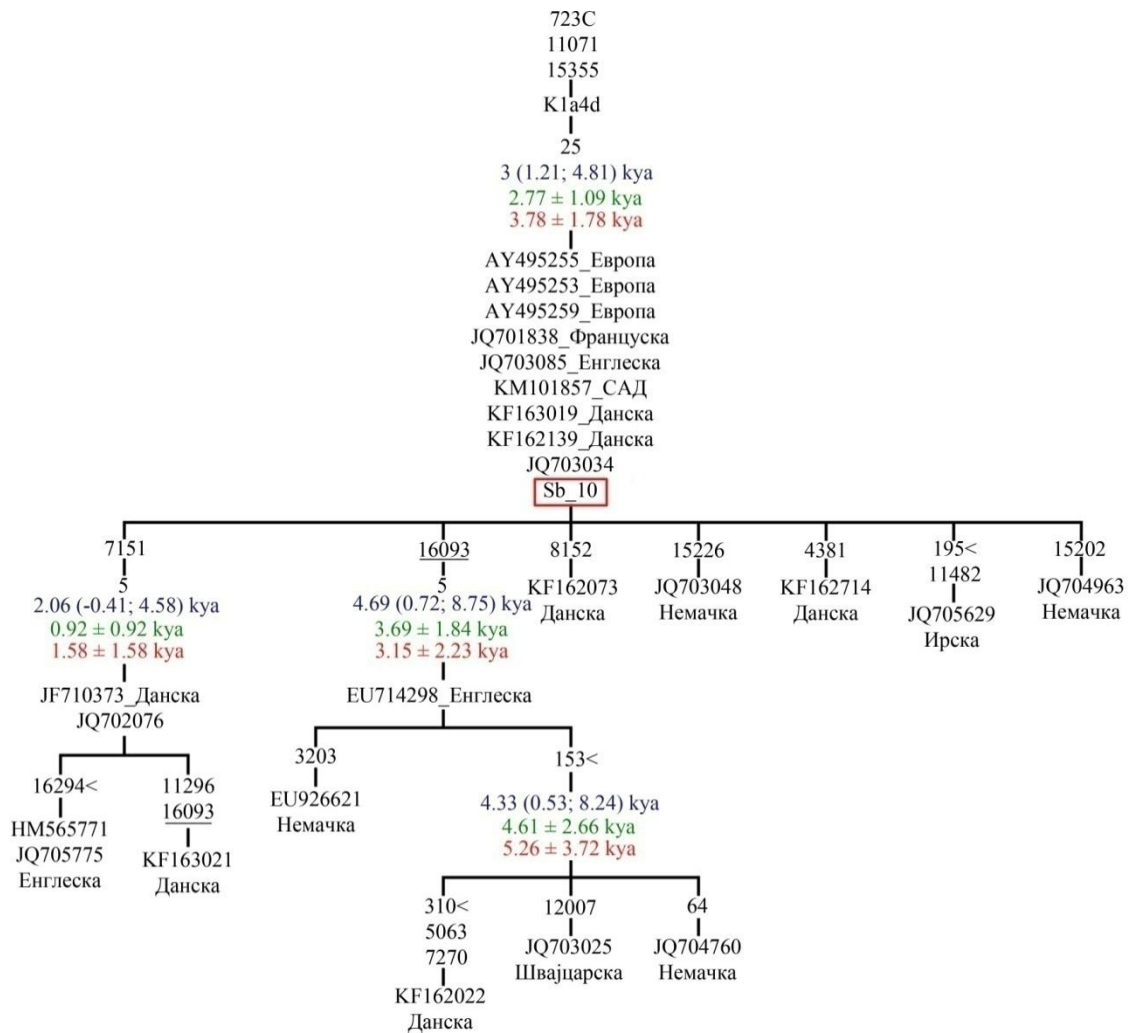 723C
11071
15355
K1a4d
25
3 (1.21; 4.81) kya
2.77 ± 1.09 kya
3.78 ± 1.78 kya
AY495255_Европа
AY495253_Европа
AY495259_Европа
JQ701838_Француска
JQ703085_Енглеска
KM101857_САД
KF163019_Данска
KF162139_Данска
JQ703034
Sb_10
7151
5
2.06 (-0.41; 4.58) kya
0.92 ± 0.92 kya
1.58 ± 1.58 kya
JF710373_Данска
JQ702076
16294<
HM565771
JQ705775
Енглеска
11296
16093
KF163021
Данска
16093
5
4.69 (0.72; 8.75) kya
3.69 ± 1.84 kya
3.15 ± 2.23 kya
EU714298_Енглеска
3203
EU926621
Немачка
153<
4.33 (0.53; 8.24) kya
4.61 ± 2.66 kya
5.26 ± 3.72 kya
310<
5063
7270
KF162022
Данска
12007
JQ703025
Швајцарска
64
JQ704760
Немачка
8152
KF162073
Данска
15226
JQ703048
Немачка
4381
KF162714
Данска
195<
11482
JQ705629
Ирска
15202
JQ704963
Немачка